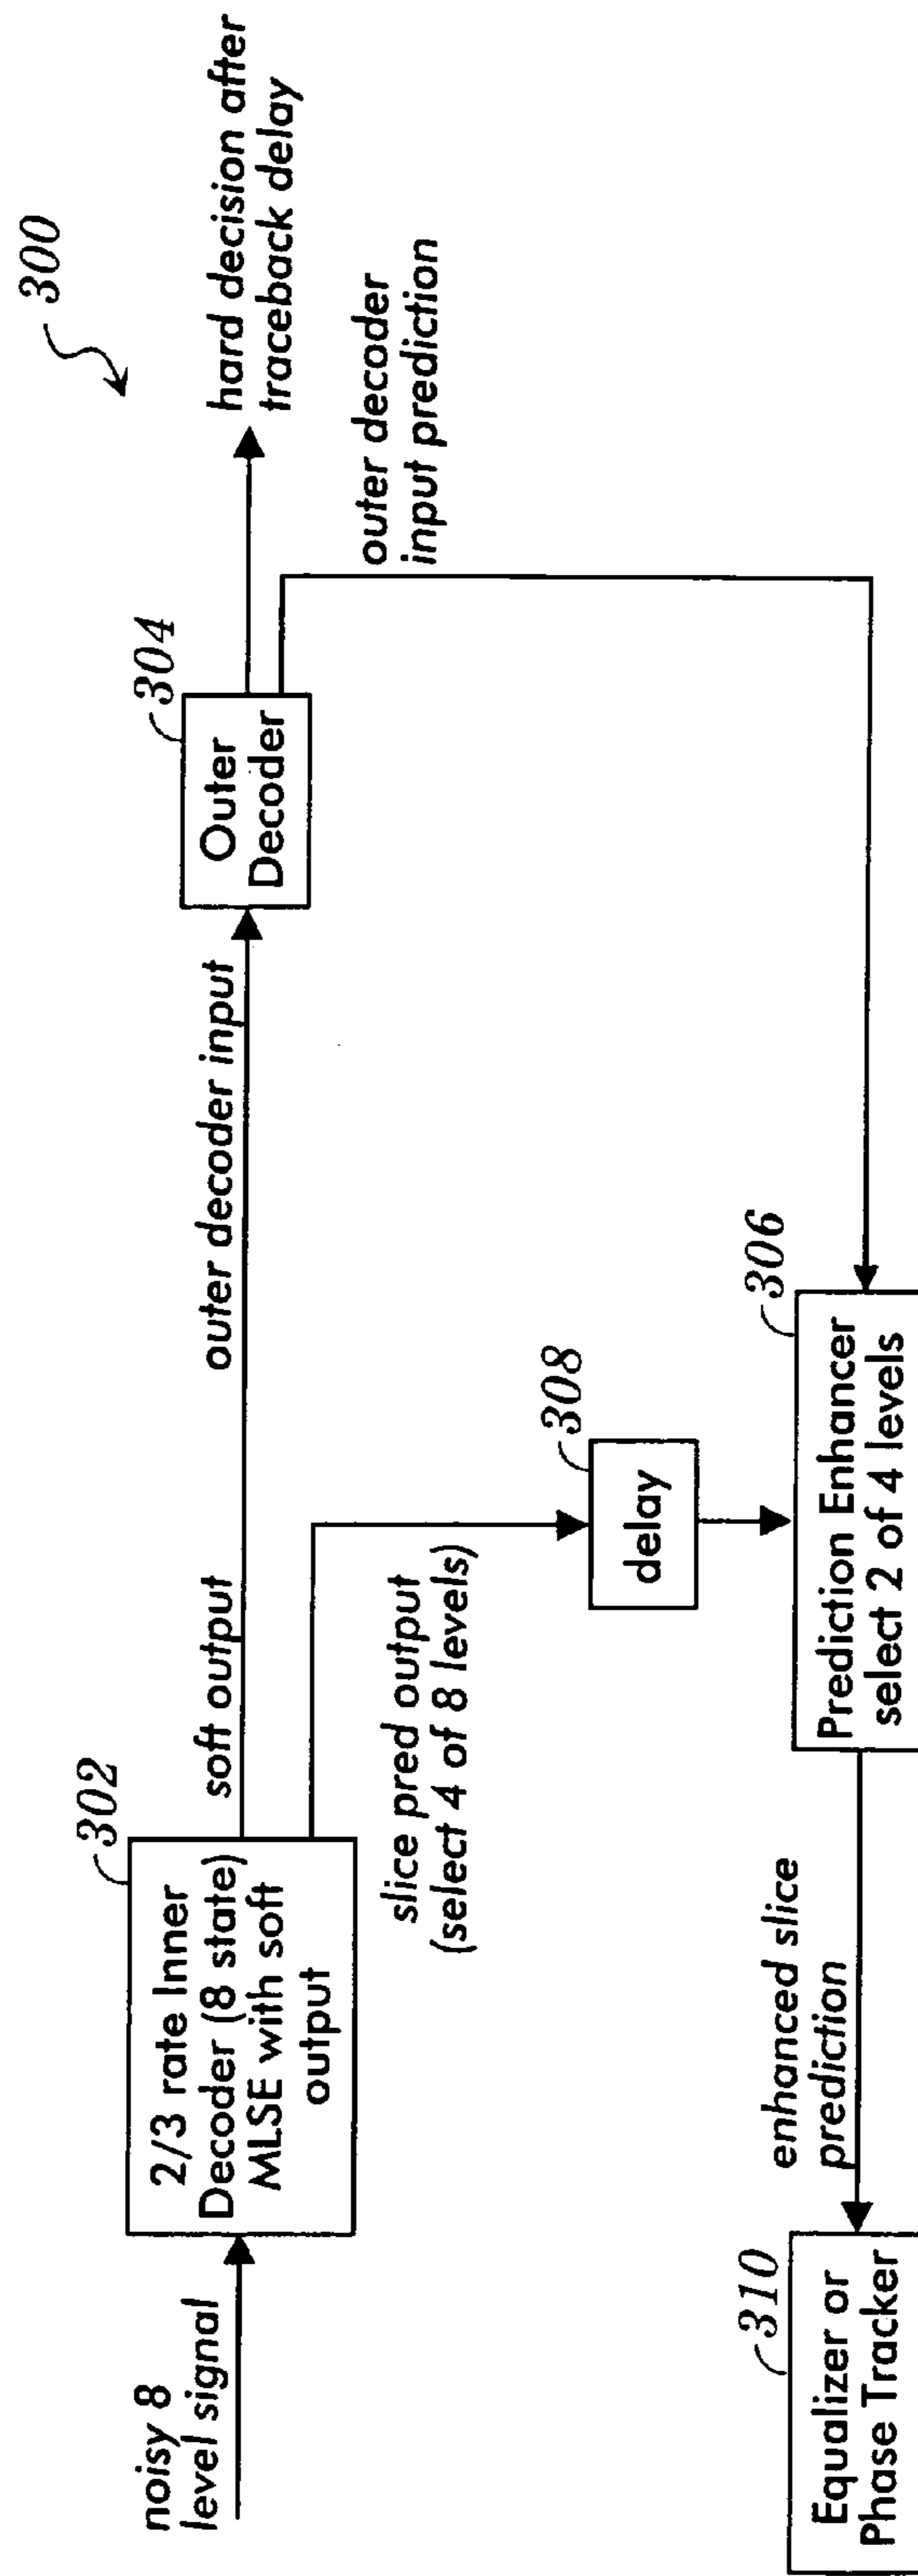 300
noisy 8
level signal
302
2/3 rate Inner
Decoder (8 state)
MLSE with soft
output
soft output
outer decoder input
304
Outer
Decoder
hard decision after
traceback delay
outer decoder
input prediction
slice pred output
(select 4 of 8 levels)
308
delay
306
Prediction Enhancer
select 2 of 4 levels
enhanced slice
prediction
310
Equalizer or
Phase Tracker